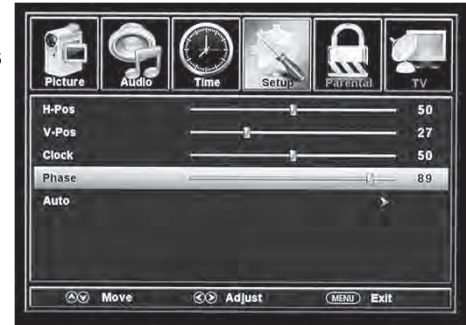 s
Picture Audio Time Setup Parental TV
H-Pos 50
V-Pos 27
Clock 50
Phase 89
Auto
Move Adjust MENU Exit